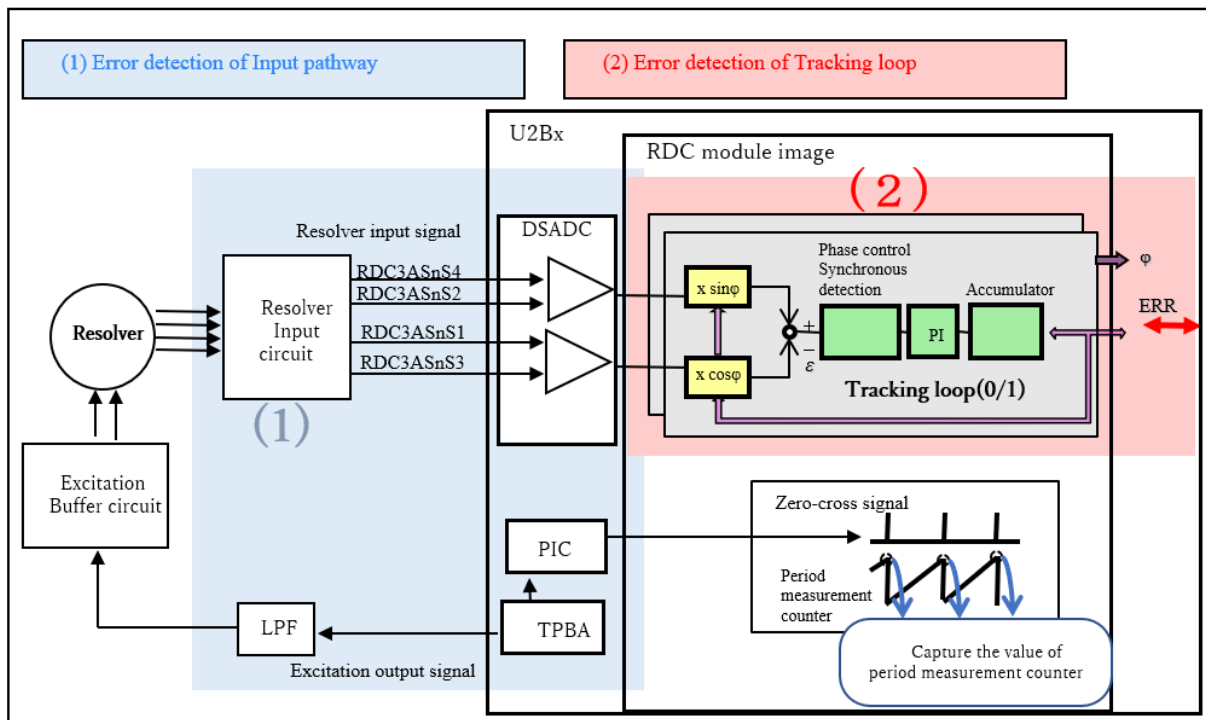 (1) Error detection of Input pathway
(2) Error detection of Tracking loop
U2Bx
RDC module image
(2)
Resolver input signal
DSADC
Phase control
Synchronous
detection
Accumulator
φ
RDC3ASnS4
RDC3ASnS2
RDC3ASnS1
RDC3ASnS3
Resolver
Resolver
Input
circuit
x sinφ
x cosφ
+
−
ε
PI
ERR
Tracking loop(0/1)
(1)
Excitation
Buffer circuit
Zero-cross signal
PIC
Period
measurement
counter
LPF
TPBA
Excitation output signal
Capture the value of
period measurement counter